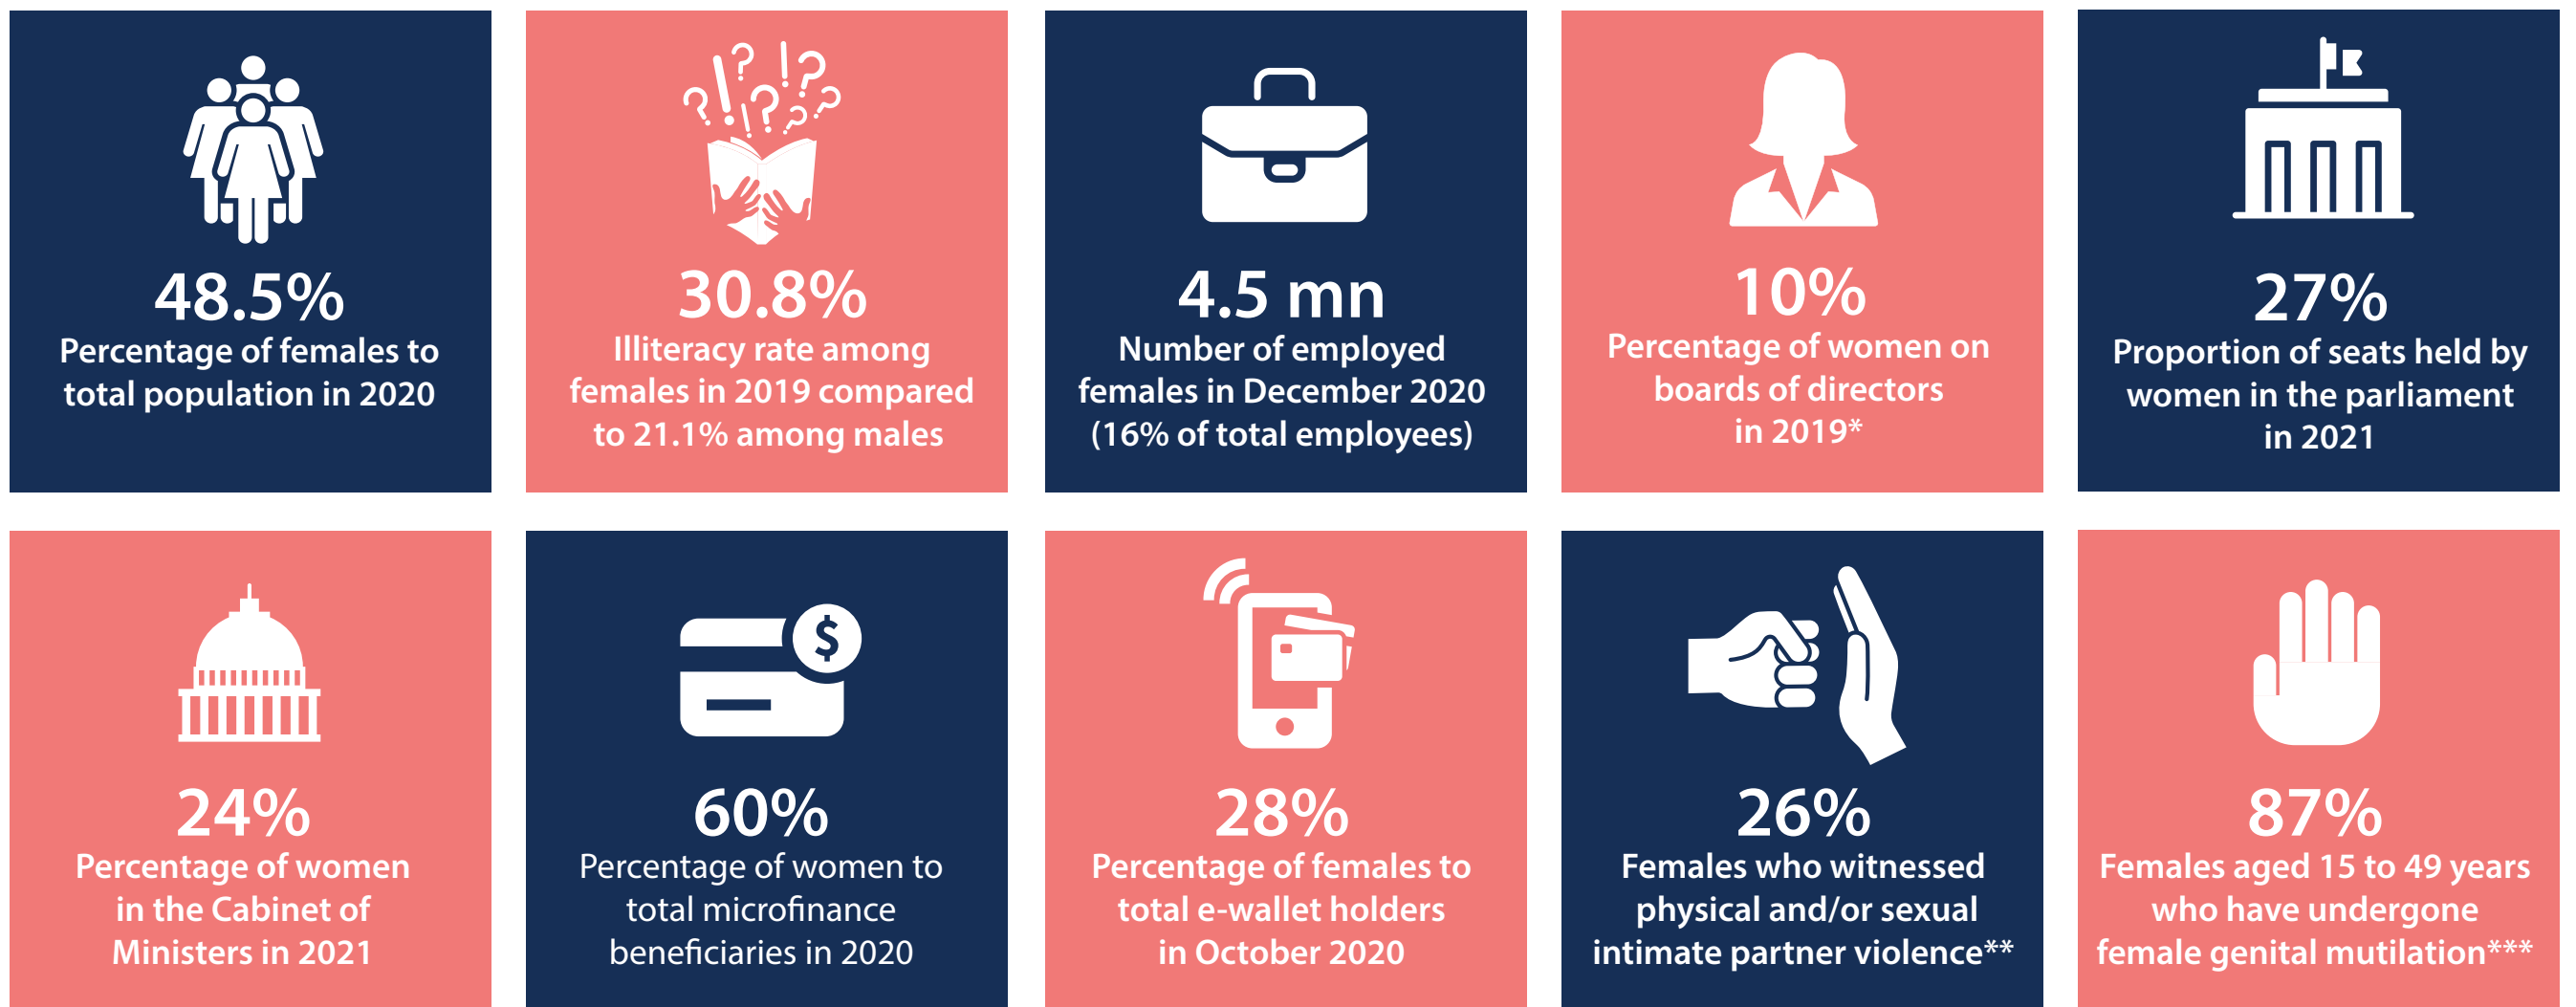 48.5%
Percentage of females to
total population in 2020
30.8%
Illiteracy rate among
females in 2019 compared
to 21.1% among males
4.5 mn
Number of employed
females in December 2020
(16% of total employees)
10%
Percentage of women on
boards of directors
in 2019*
27%
Proportion of seats held by
women in the parliament
in 2021
24%
Percentage of women
in the Cabinet of
Ministers in 2021
$
60%
Percentage of women to
total microfinance
beneficiaries in 2020
28%
Percentage of females to
total e-wallet holders
in October 2020
26%
Females who witnessed
physical and/or sexual
intimate partner violence**
87%
Females aged 15 to 49 years
who have undergone
female genital mutilation***